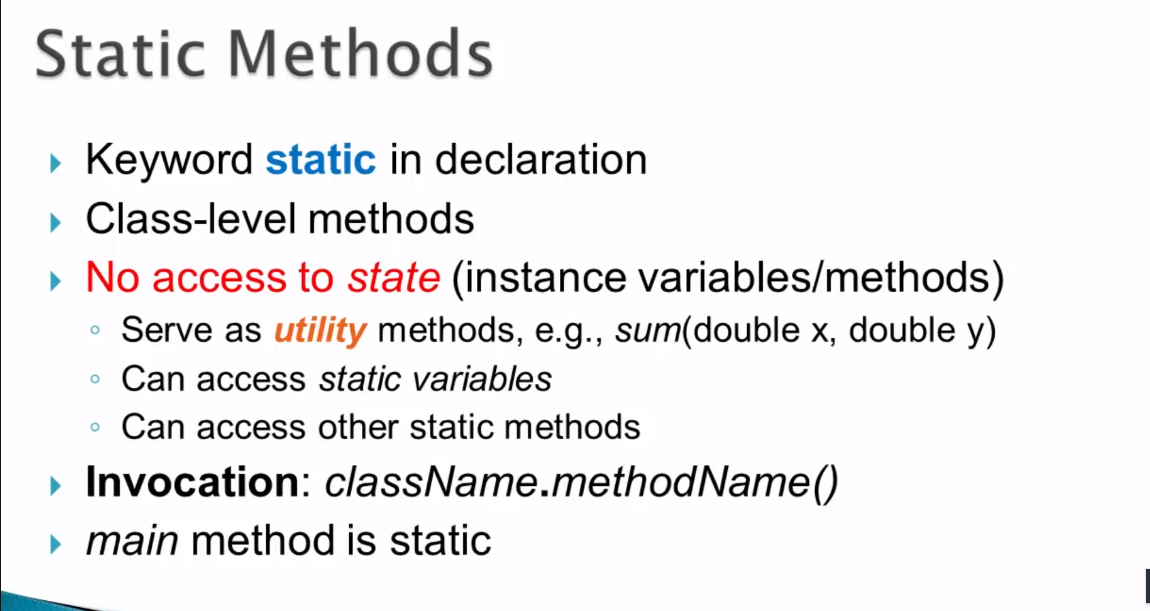 Static Methods
Keyword static in declaration
Class-level methods
No access to state (instance variables/methods)
Serve as utility methods, e.g., sum(double x, double y)
Can access static variables
Can access other static methods
Invocation: className.methodName()
main method is static